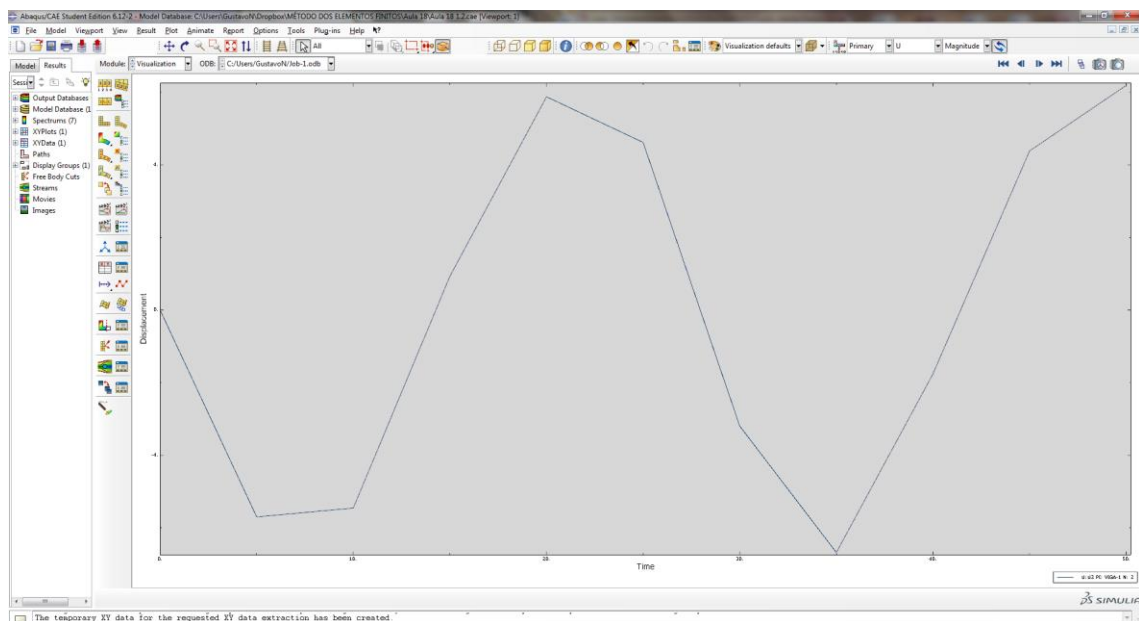 Abaqus/CAE Student Edition 6.12-2 - Model Database: C:\Users\GustavoN\Dropbox\MÉTODO DOS ELEMENTOS FINITOS\Aula 18\Aula 18 1.2.cae [Viewport: 1]
File Model Viewport View Result Plot Animate Report Options Tools Plug-ins Help
All Visualization defaults Primary U Magnitude
Model Results Module: Visualization ODB: C:/Users/GustavoN/Job-1.odb
Output Databases
Model Database (1
Spectrums (7)
XYPlots (1)
XYData (1)
Paths
Display Groups (1)
Free Body Cuts
Streams
Movies
Images
4.
Displacement
0.
-4.
0. 10. 20. 30. 40. 50.
Time
SIMULIA
The temporary XY data for the requested XY data extraction has been created.